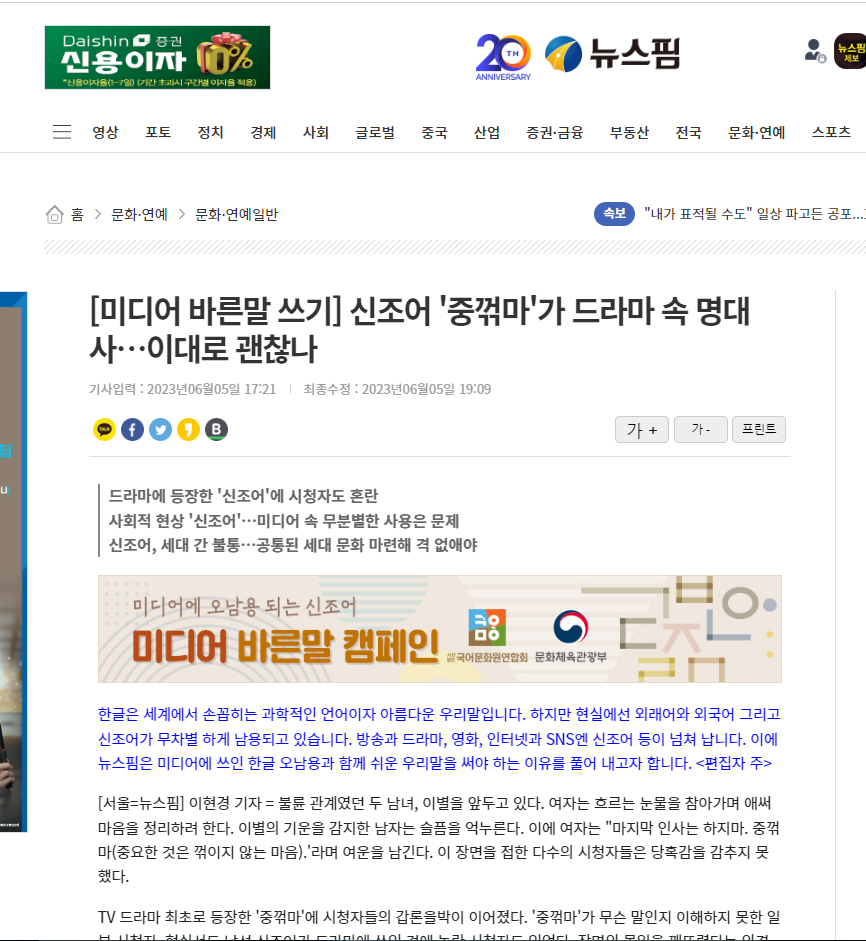 Daishin 증권
신용이자 10%
*신용이자율(1~7일) (기간 초과시 구간별 이자율 적용)
20TH
ANNIVERSARY
뉴스핌
뉴스핌
제보
영상 포토 정치 경제 사회 글로벌 중국 산업 증권·금융 부동산 전국 문화·연예 스포츠
홈 > 문화·연예 > 문화·연예일반
속보 "내가 표적될 수도" 일상 파고든 공포...
[미디어 바른말 쓰기] 신조어 '중꺾마'가 드라마 속 명대
사…이대로 괜찮나
기사입력 : 2023년06월05일 17:21 최종수정 : 2023년06월05일 19:09
TALK
B
가 + 가 - 프린트
드라마에 등장한 '신조어'에 시청자도 혼란
사회적 현상 '신조어'…미디어 속 무분별한 사용은 문제
신조어, 세대 간 불통…공통된 세대 문화 마련해 격 없애야
미디어에 오남용 되는 신조어
미디어 바른말 캠페인
국어문화원연합회 문화체육관광부
한글은 세계에서 손꼽히는 과학적인 언어이자 아름다운 우리말입니다. 하지만 현실에선 외래어와 외국어 그리고
신조어가 무차별 하게 남용되고 있습니다. 방송과 드라마, 영화, 인터넷과 SNS엔 신조어 등이 넘쳐 납니다. 이에
뉴스핌은 미디어에 쓰인 한글 오남용과 함께 쉬운 우리말을 써야 하는 이유를 풀어 내고자 합니다. <편집자 주>
[서울=뉴스핌] 이현경 기자 = 불륜 관계였던 두 남녀, 이별을 앞두고 있다. 여자는 흐르는 눈물을 참아가며 애써
마음을 정리하려 한다. 이별의 기운을 감지한 남자는 슬픔을 억누른다. 이에 여자는 "마지막 인사는 하지마. 중꺾
마(중요한 것은 꺾이지 않는 마음).'라며 여운을 남긴다. 이 장면을 접한 다수의 시청자들은 당혹감을 감추지 못
했다.
TV 드라마 최초로 등장한 '중꺾마'에 시청자들의 갑론을박이 이어졌다. '중꺾마'가 무슨 말인지 이해하지 못한 일